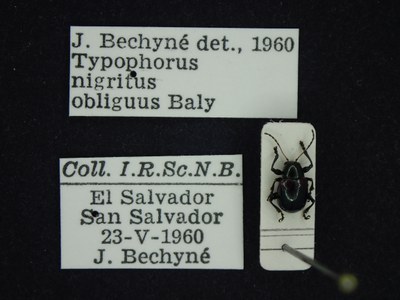 J. Bechyné det., 1960
Typophorus
nigritus
obliguus Baly
Coll. I.R.Sc.N.B.
El Salvador
San Salvador
23-V-1960
J. Bechyné